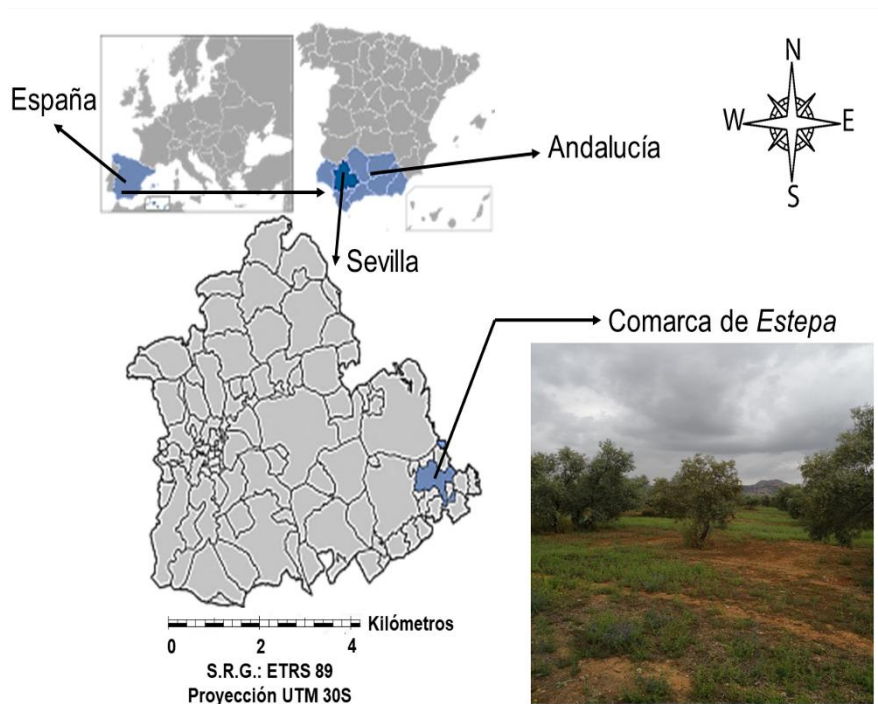 España
Andalucía
N
W
E
S
Sevilla
Comarca de Estepa
Kilómetros
0 2 4
S.R.G.: ETRS 89
Proyección UTM 30S